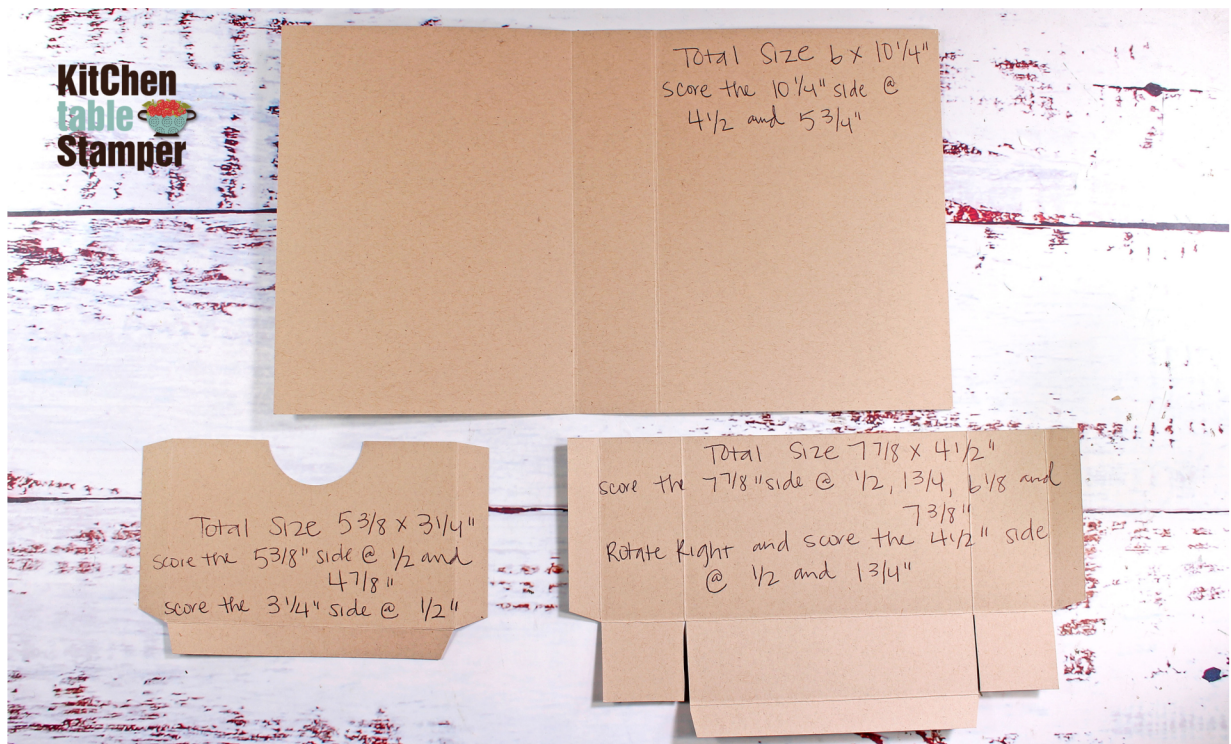 KitChen
table
Stamper
Total Size 6 x 10 1/4"
score the 10 1/4" side @
4 1/2 and 5 3/4"
Total Size 5 3/8 x 3 1/4"
score the 5 3/8" side @ 1/2 and
4 7/8"
score the 3 1/4" side @ 1/2"
Total Size 7 7/8 x 4 1/2"
score the 7 7/8" side @ 1/2, 1 3/4, 6 1/8 and
7 3/8"
Rotate Right and score the 4 1/2" side
@ 1/2 and 1 3/4"